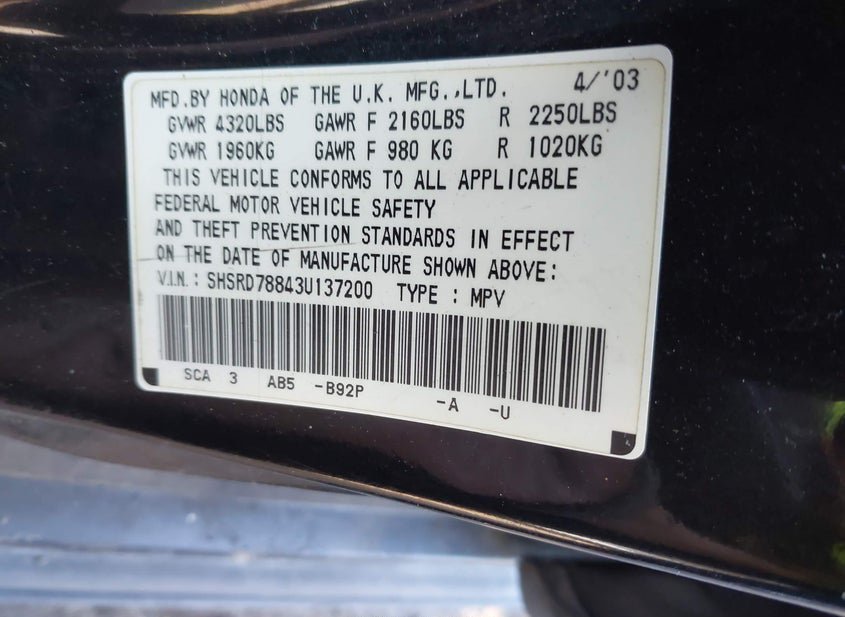 MFD.BY HONDA OF THE U.K. MFG.,LTD. 4/'03
GVWR 4320LBS GAWR F 2160LBS R 2250LBS
GVWR 1960KG GAWR F 980 KG R 1020KG
THIS VEHICLE CONFORMS TO ALL APPLICABLE
FEDERAL MOTOR VEHICLE SAFETY
AND THEFT PREVENTION STANDARDS IN EFFECT
ON THE DATE OF MANUFACTURE SHOWN ABOVE:
V.I.N.: SHSRD78843U137200 TYPE : MPV
SCA 3 AB5 -B92P -A -U